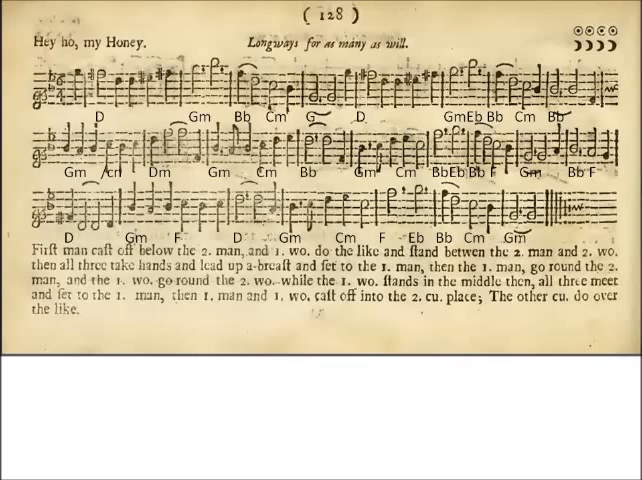 ( 128 )
Hey ho, my Honey. Longways for as many as will.
D Gm Bb Cm G D GmEb Bb Cm Bb
Gm Dm Gm Cm Bb Gm Cm BbEb Bb F Gm Bb F
D Gm F D Gm Cm F Eb Bb Cm Gm
Firſt man caſt off below the 2. man, and 1. wo. do the like and ſtand betwen the 2. man and 2. wo.
then all three take hands and lead up a-breaſt and ſet to the 1. man, then the 1. man, go round the 2.
man, and the 1. wo. go round the 2. wo. while the 1. wo. ſtands in the middle then, all three meet
and ſet to the 1. man, then 1. man and 1. wo. caſt off into the 2. cu. place; The other cu. do over
the like.